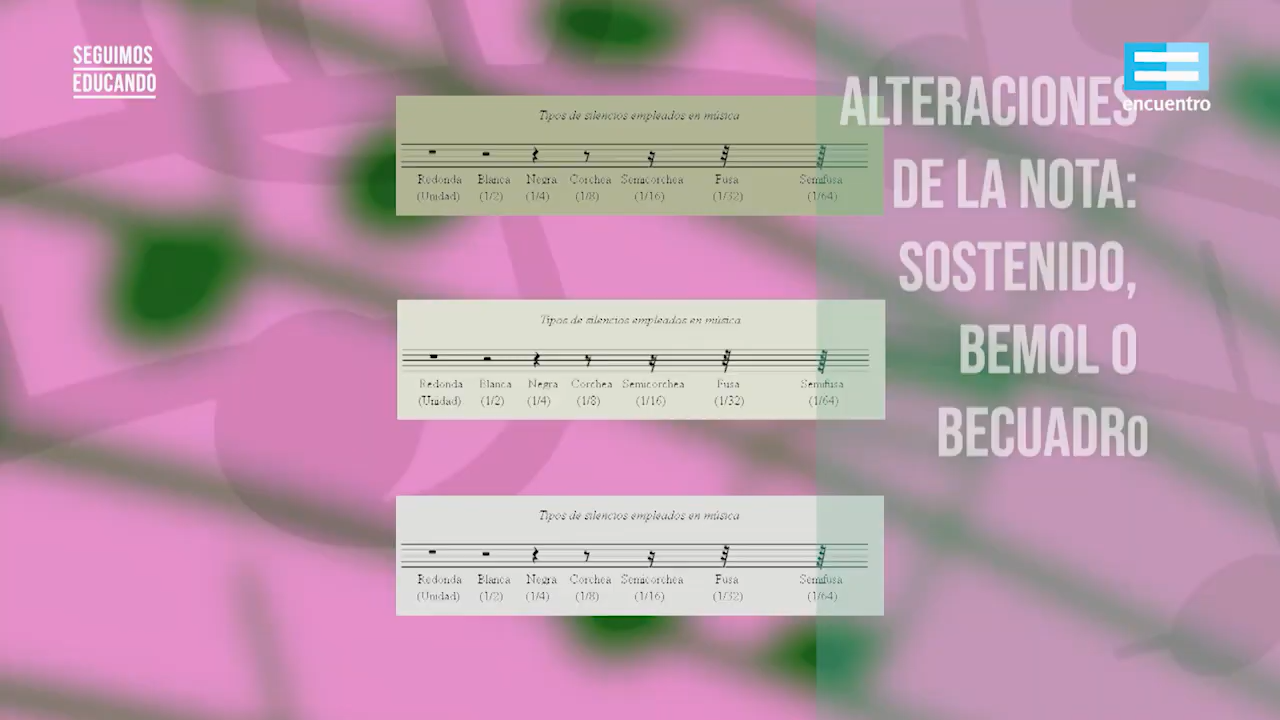 SEGUIMOS
EDUCANDO
encuentro
ALTERACIONES
DE LA NOTA:
SOSTENIDO,
BEMOL O
BECUADRo
Tipos de silencios empleados en música
Redonda Blanca Negra Corchea Semicorchea Fusa Semifusa
(Unidad) (1/2) (1/4) (1/8) (1/16) (1/32) (1/64)
Tipos de silencios empleados en música
Redonda Blanca Negra Corchea Semicorchea Fusa Semifusa
(Unidad) (1/2) (1/4) (1/8) (1/16) (1/32) (1/64)
Tipos de silencios empleados en música
Redonda Blanca Negra Corchea Semicorchea Fusa Semifusa
(Unidad) (1/2) (1/4) (1/8) (1/16) (1/32) (1/64)